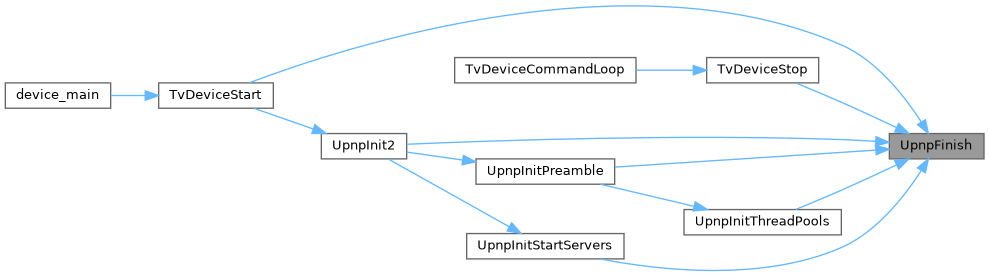 device_main
TvDeviceStart
TvDeviceCommandLoop
TvDeviceStop
UpnpInit2
UpnpFinish
UpnpInitPreamble
UpnpInitThreadPools
UpnpInitStartServers